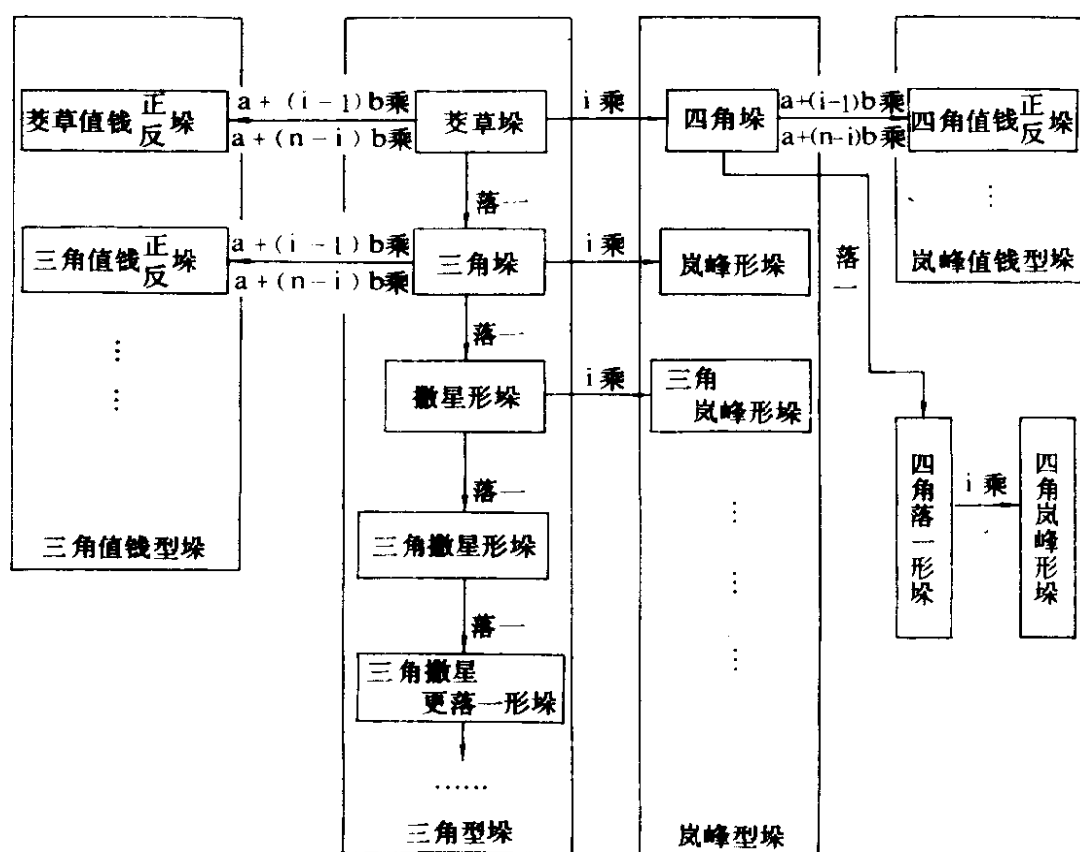 茭草值钱正反垛
a + (i - 1) b乘
a + (n - i) b乘
茭草垛
i 乘
四角垛
a+(i-1)b乘
a+(n-i)b乘
四角值钱正反垛
⋮
落一
落一
岚峰值钱型垛
三角值钱正反垛
a + (i - 1) b乘
a + (n - i) b乘
三角垛
i 乘
岚峰形垛
⋮
⋮
落一
撒星形垛
i 乘
三角
岚峰形垛
落一
四角落一形垛
i 乘
四角岚峰形垛
三角值钱型垛
三角撒星形垛
⋮
⋮
⋮
落一
三角撒星
更落一形垛
……
三角型垛
岚峰型垛